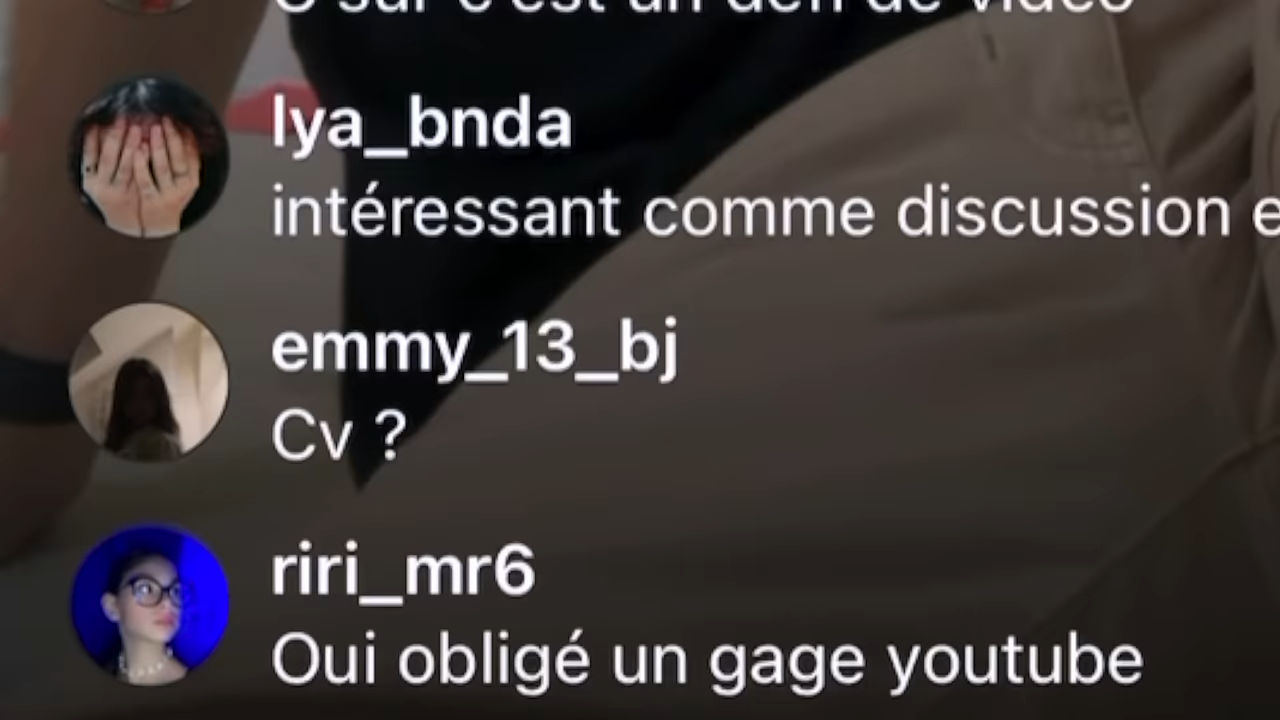 lya_bnda
intéressant comme discussion
emmy_13_bj
Cv ?
riri_mr6
Oui obligé un gage youtube